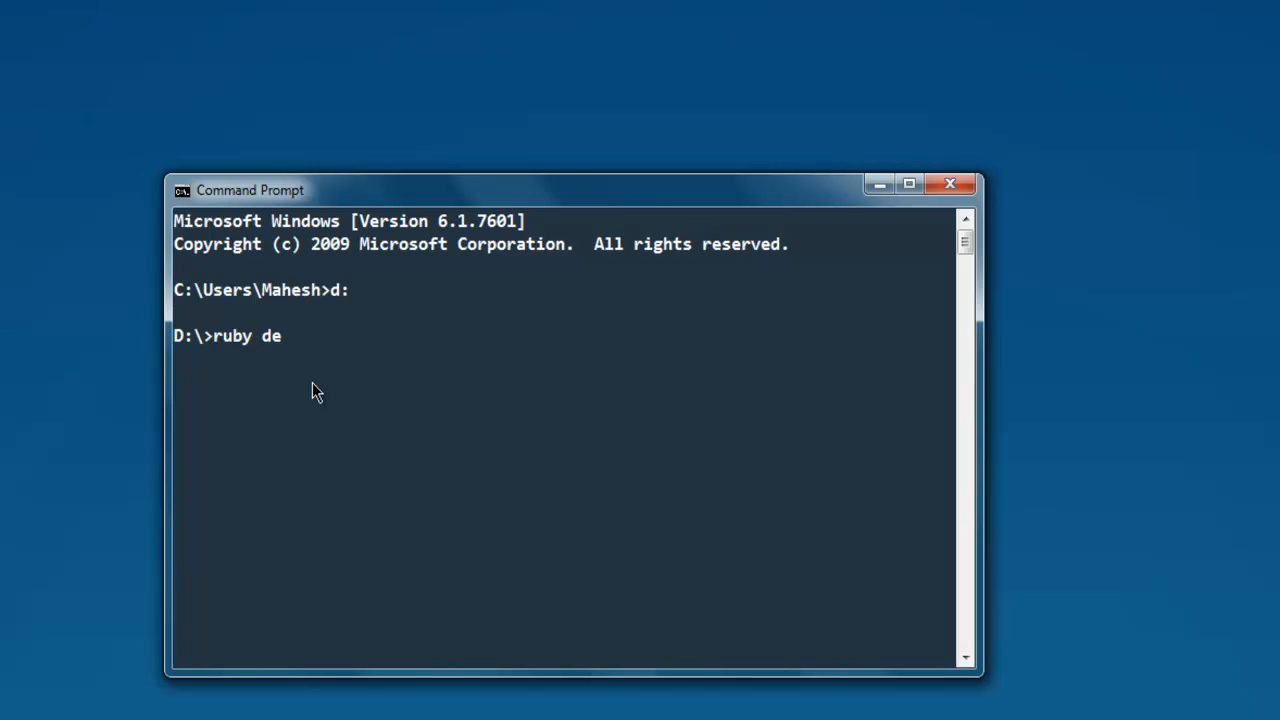 Command Prompt
Microsoft Windows [Version 6.1.7601]
Copyright (c) 2009 Microsoft Corporation.  All rights reserved.
C:\Users\Mahesh>d:
D:\>ruby de